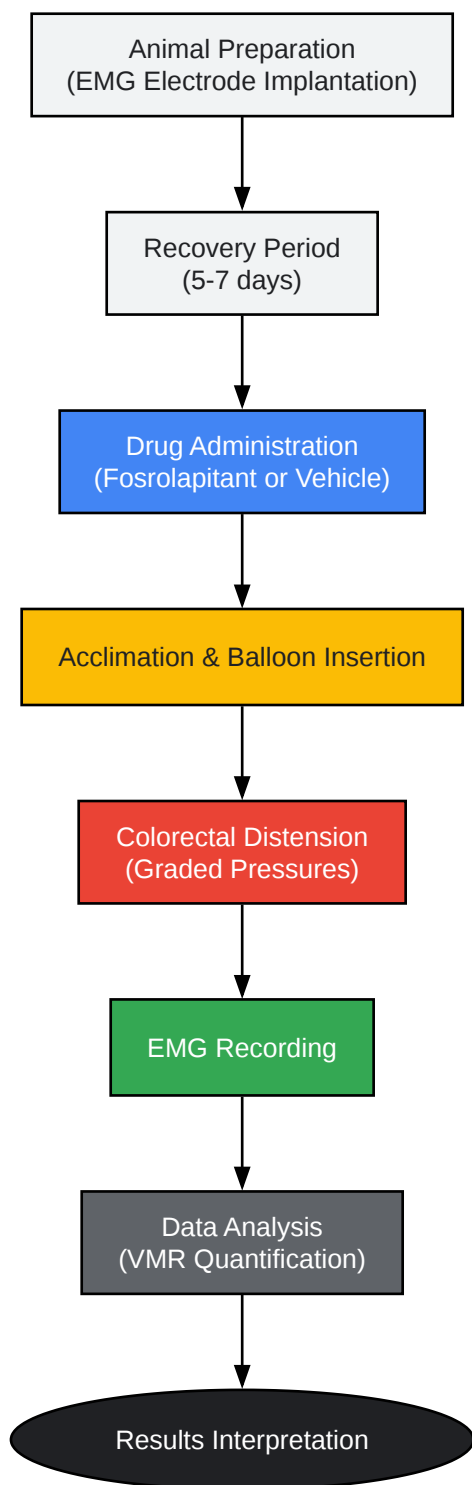 Animal Preparation
(EMG Electrode Implantation)
Recovery Period
(5-7 days)
Drug Administration
(Fosrolapitant or Vehicle)
Acclimation & Balloon Insertion
Colorectal Distension
(Graded Pressures)
EMG Recording
Data Analysis
(VMR Quantification)
Results Interpretation